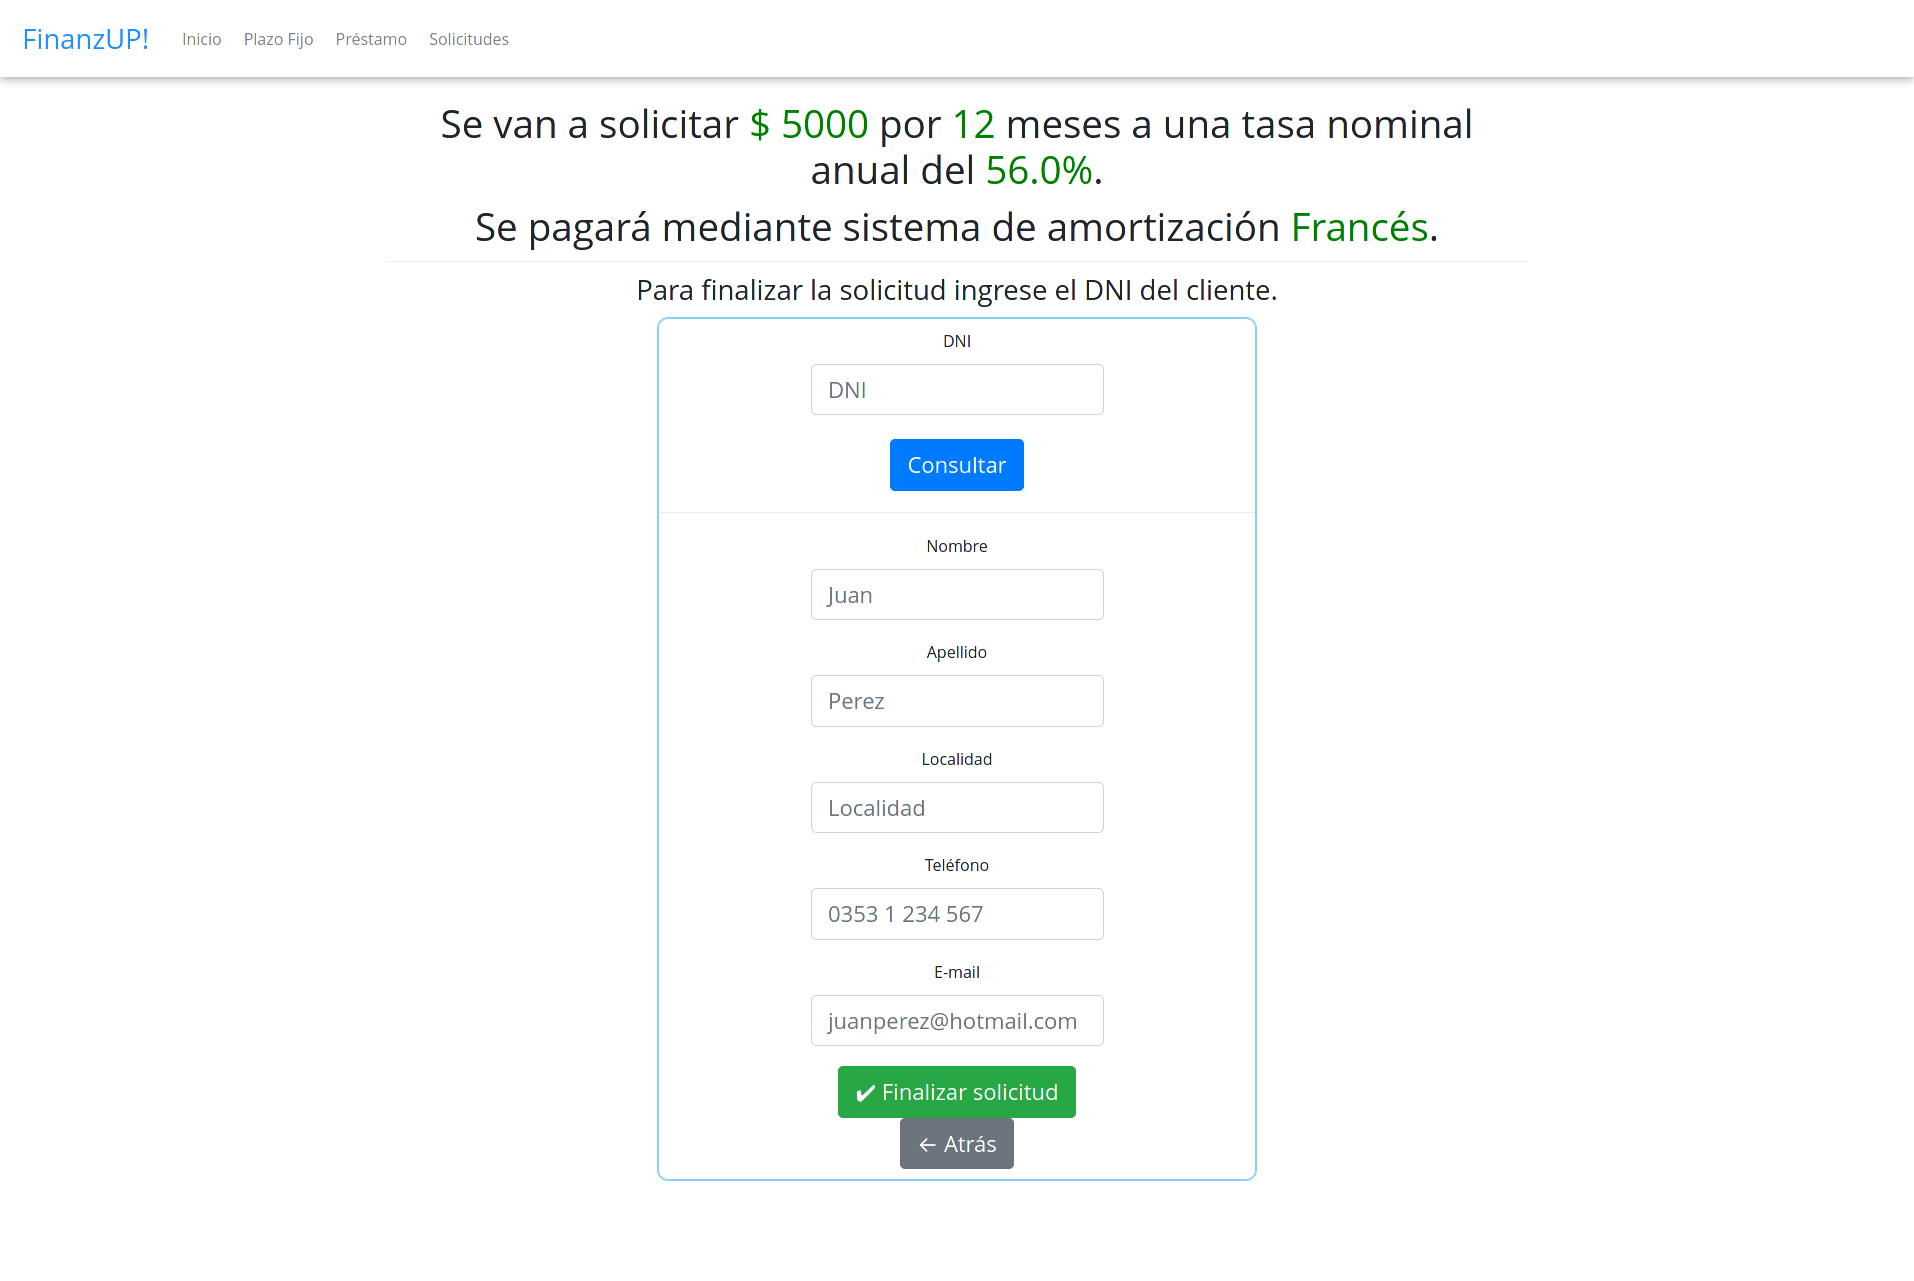 FinanzUP! Inicio Plazo Fijo Préstamo Solicitudes
Se van a solicitar $ 5000 por 12 meses a una tasa nominal
anual del 56.0%.
Se pagará mediante sistema de amortización Francés.
Para finalizar la solicitud ingrese el DNI del cliente.
DNI
DNI
Consultar
Nombre
Juan
Apellido
Perez
Localidad
Localidad
Teléfono
0353 1 234 567
E-mail
juanperez@hotmail.com
✔ Finalizar solicitud
← Atrás